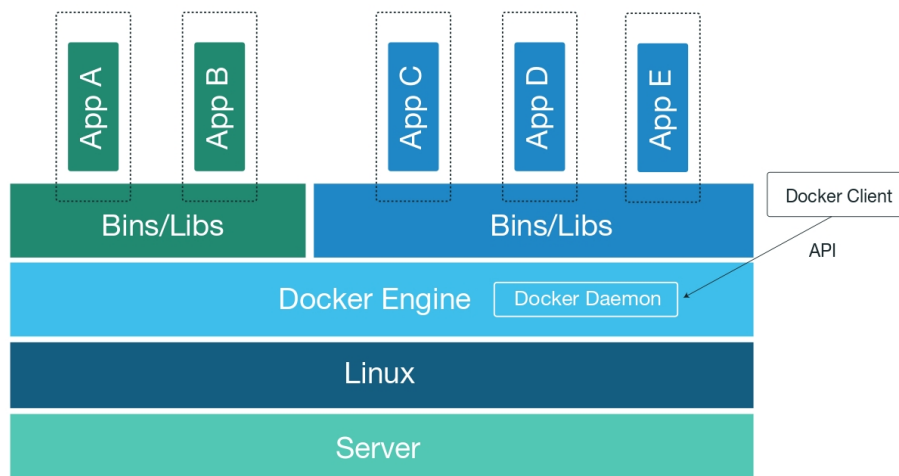 App A
App B
App C
App D
App E
Bins/Libs
Bins/Libs
Docker Client
API
Docker Engine
Docker Daemon
Linux
Server